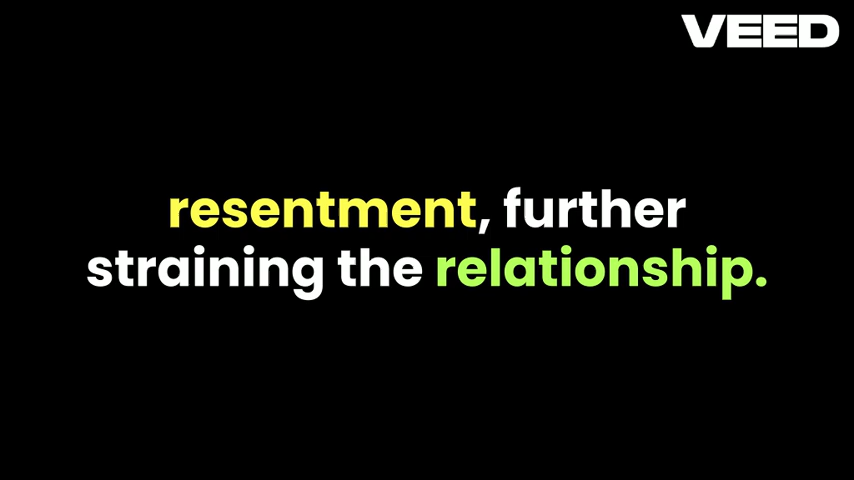 VEED
resentment, further
straining the relationship.